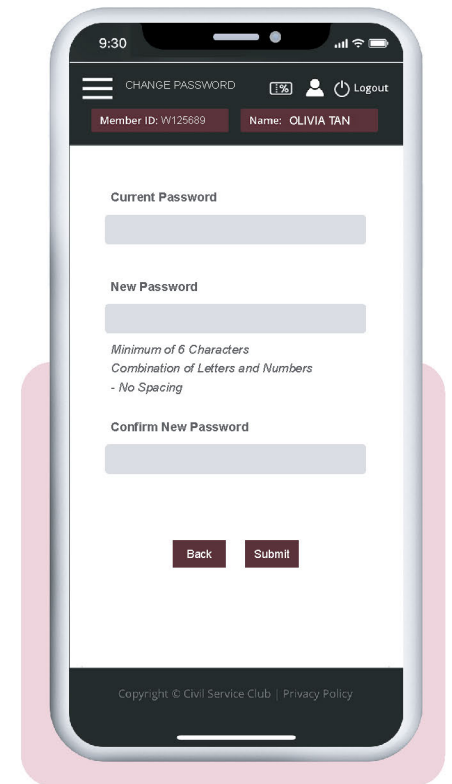 9:30
CHANGE PASSWORD % Logout
Member ID: W125689 Name: OLIVIA TAN
Current Password
New Password
Minimum of 6 Characters
Combination of Letters and Numbers
- No Spacing
Confirm New Password
Back Submit
Copyright © Civil Service Club | Privacy Policy